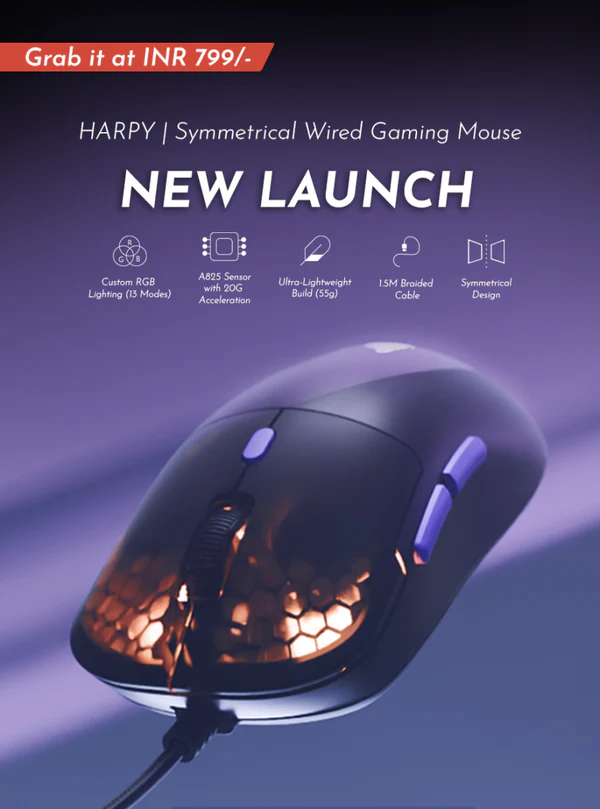 Grab it at INR 799/-
HARPY | Symmetrical Wired Gaming Mouse
NEW LAUNCH
R
G B
Custom RGB
Lighting (13 Modes)
A825 Sensor
with 20G
Acceleration
Ultra-Lightweight
Build (55g)
1.5M Braided
Cable
Symmetrical
Design